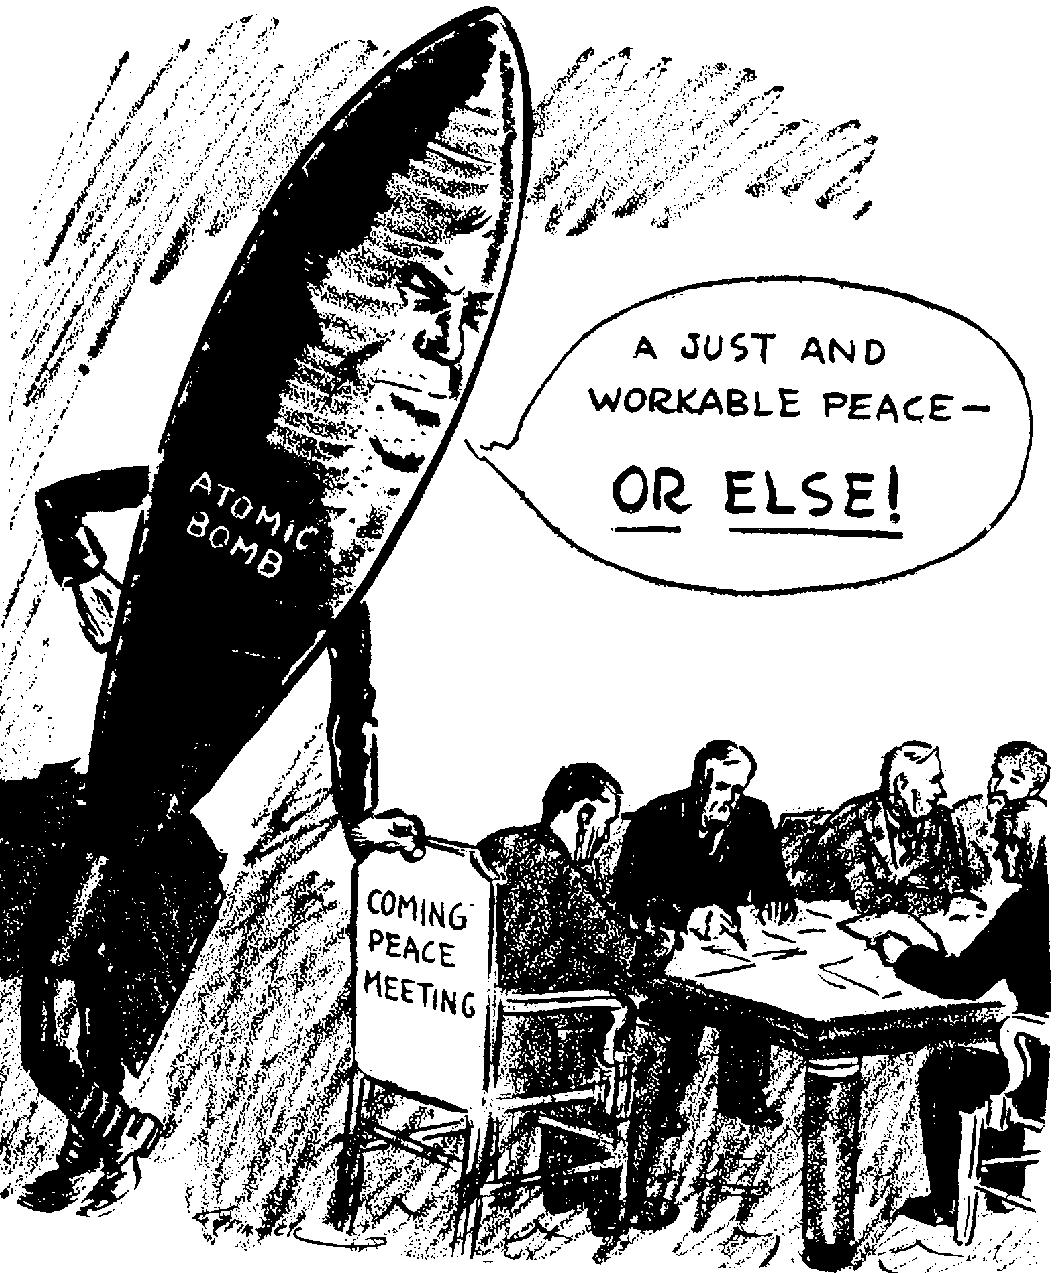 A JUST AND
WORKABLE PEACE—
OR ELSE!
ATOMIC
BOMB
COMING
PEACE
MEETING